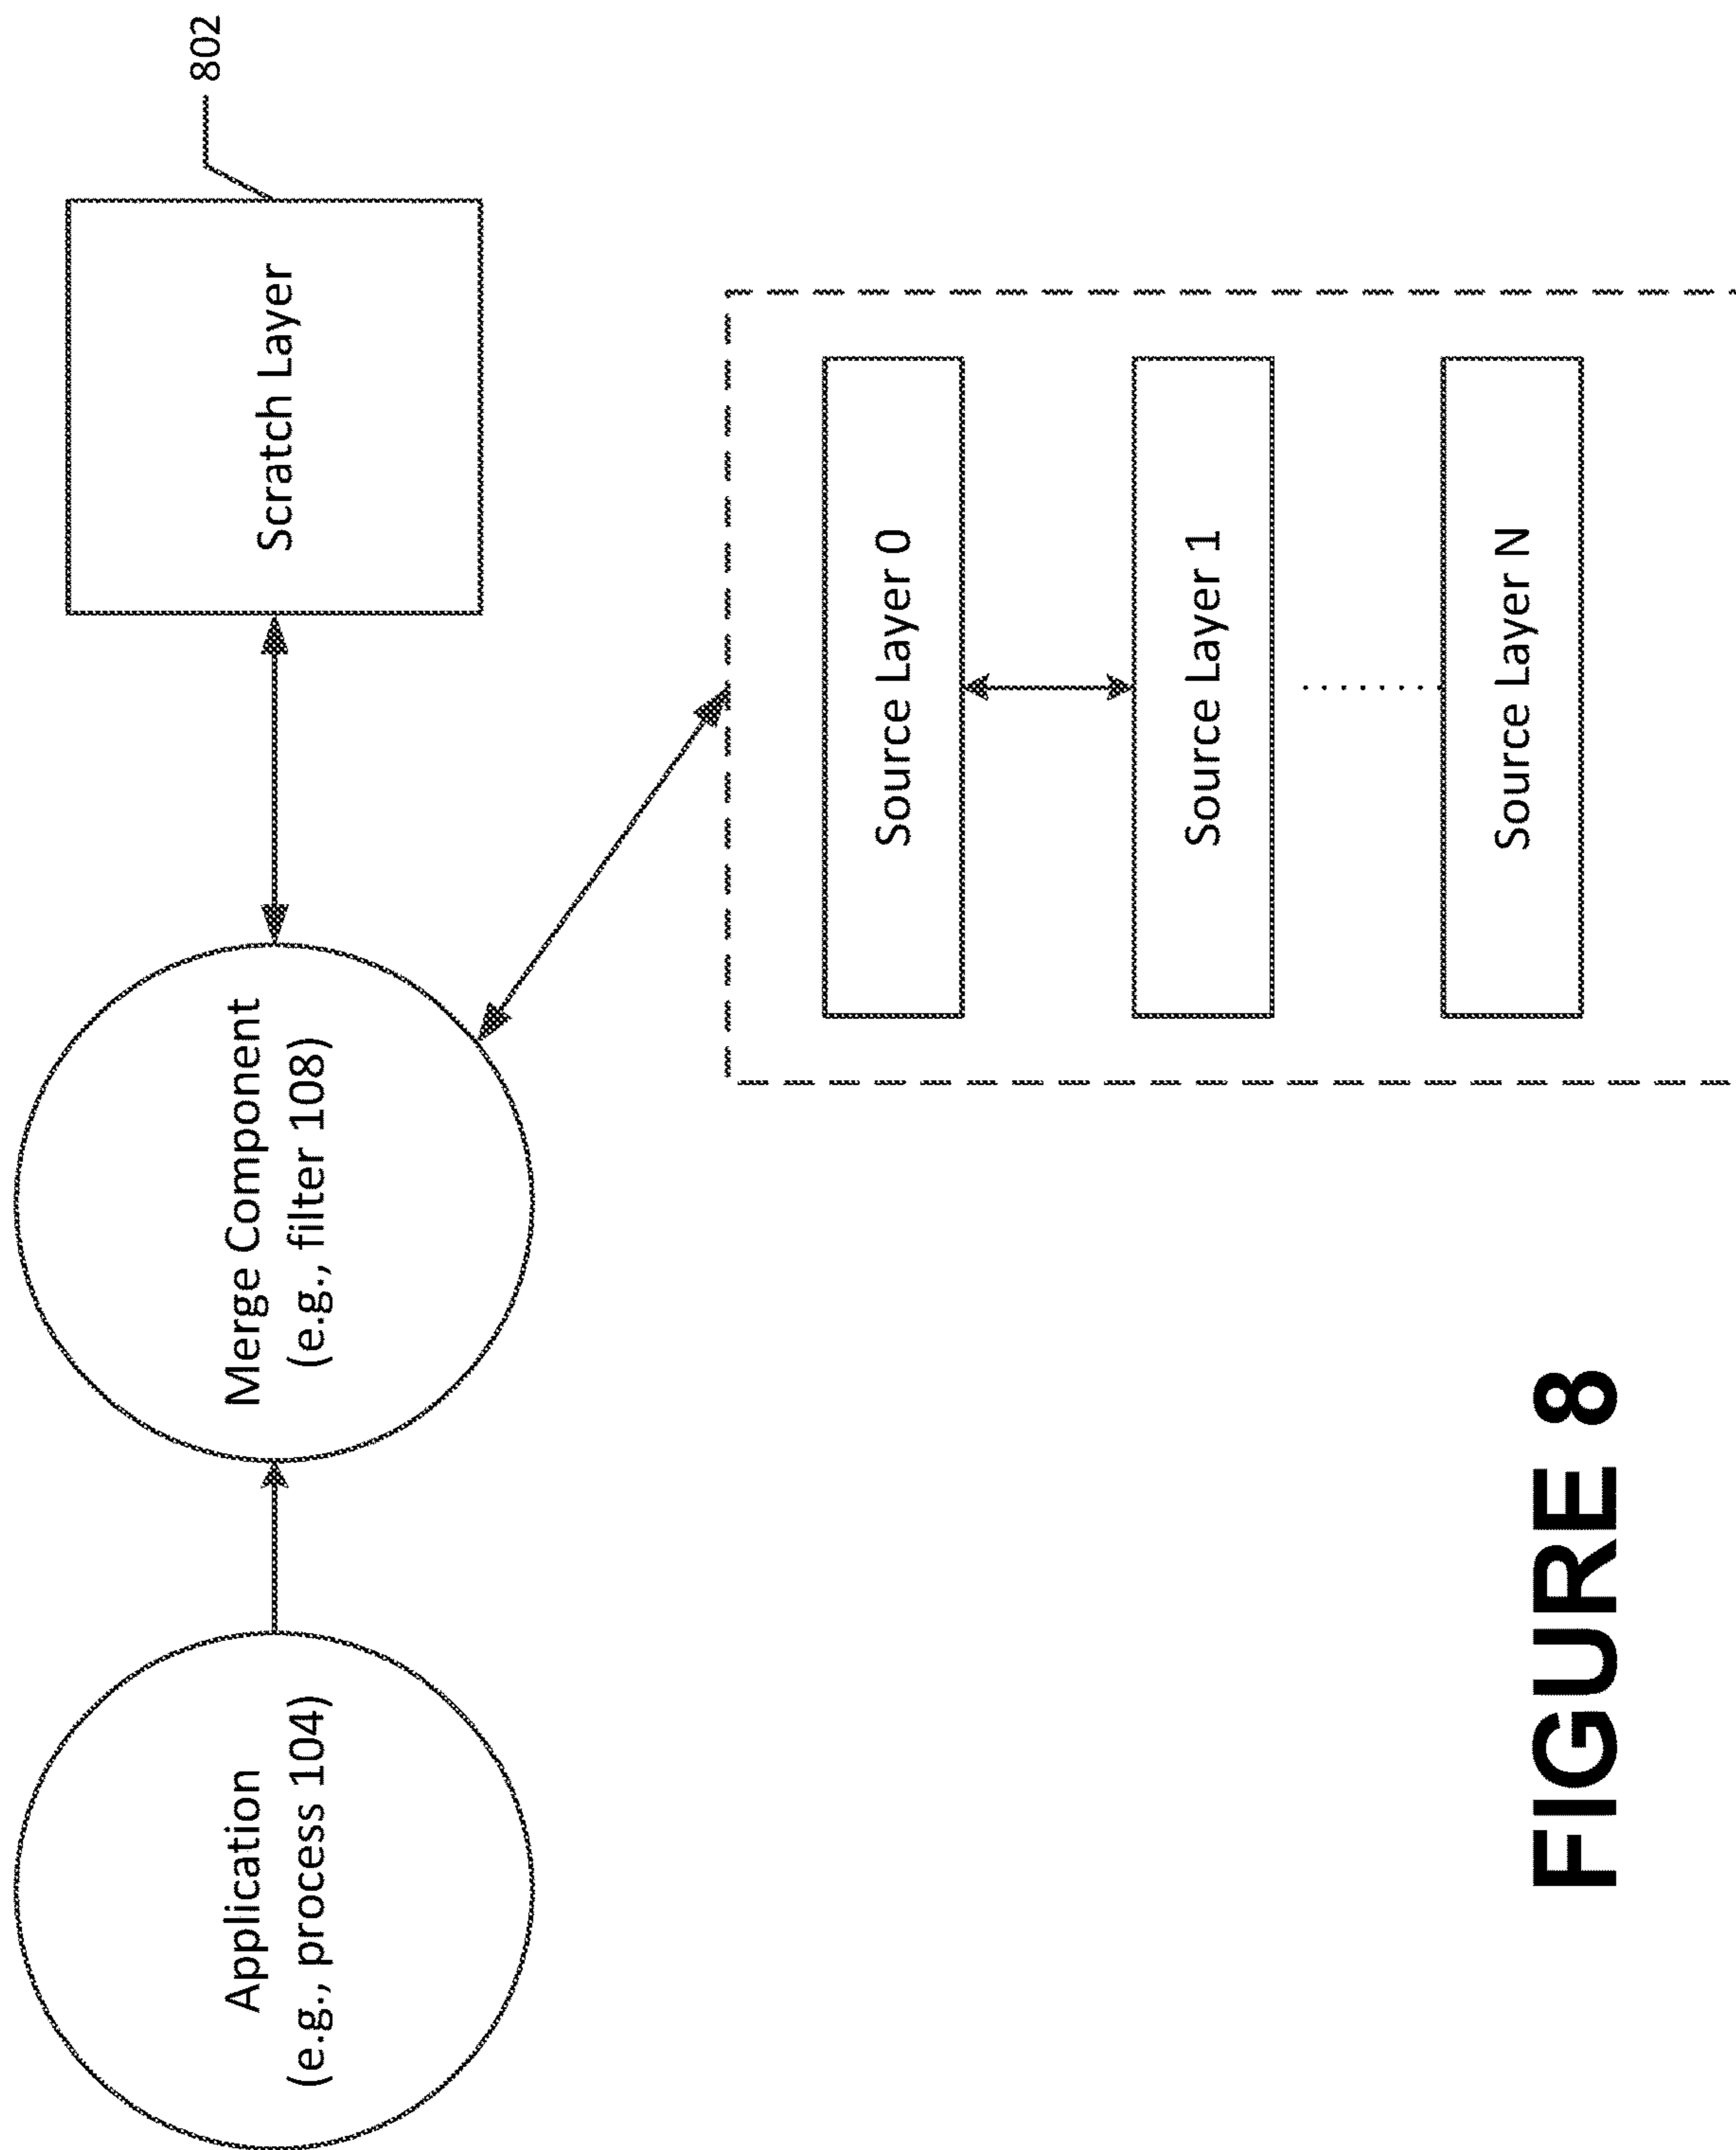 Application
(e.g., process 104)
Merge Component
(e.g., filter 108)
Scratch Layer
802
Source Layer 0
Source Layer 1
Source Layer N
FIGURE 8